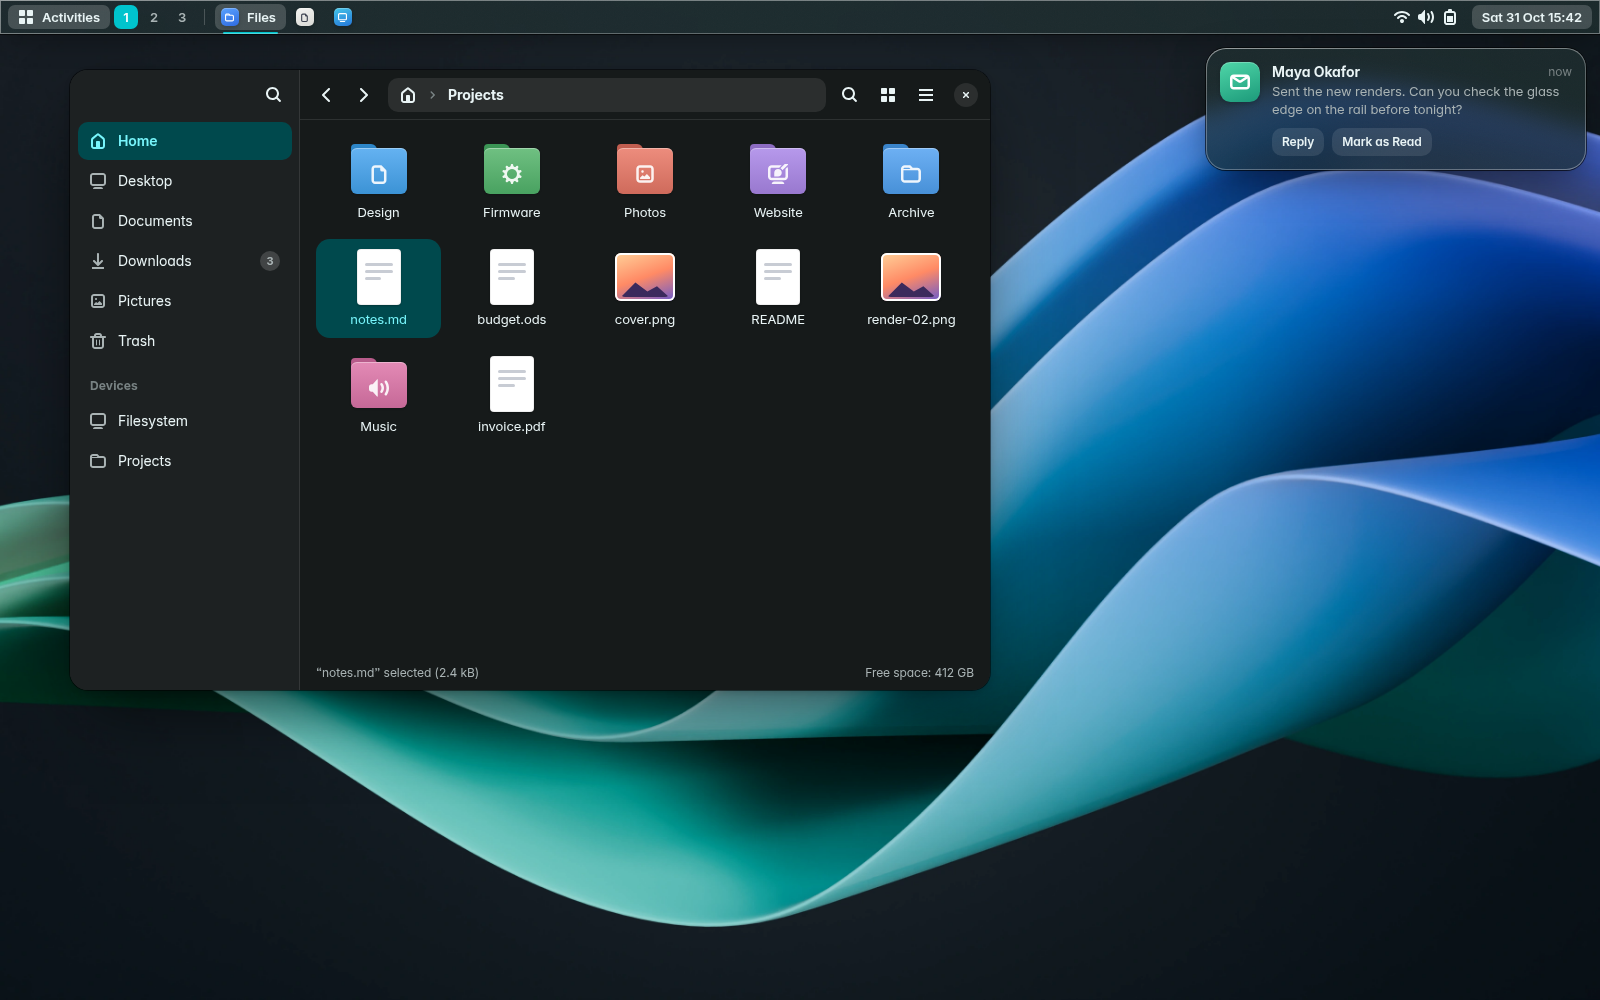 Activities
1
2
3
Files
Sat 31 Oct 15:42
Maya Okafor
now
Sent the new renders. Can you check the glass
edge on the rail before tonight?
Reply
Mark as Read
Projects
Home
Desktop
Documents
Downloads
3
Pictures
Trash
Devices
Filesystem
Projects
Design
Firmware
Photos
Website
Archive
notes.md
budget.ods
cover.png
README
render-02.png
Music
invoice.pdf
“notes.md” selected (2.4 kB)
Free space: 412 GB